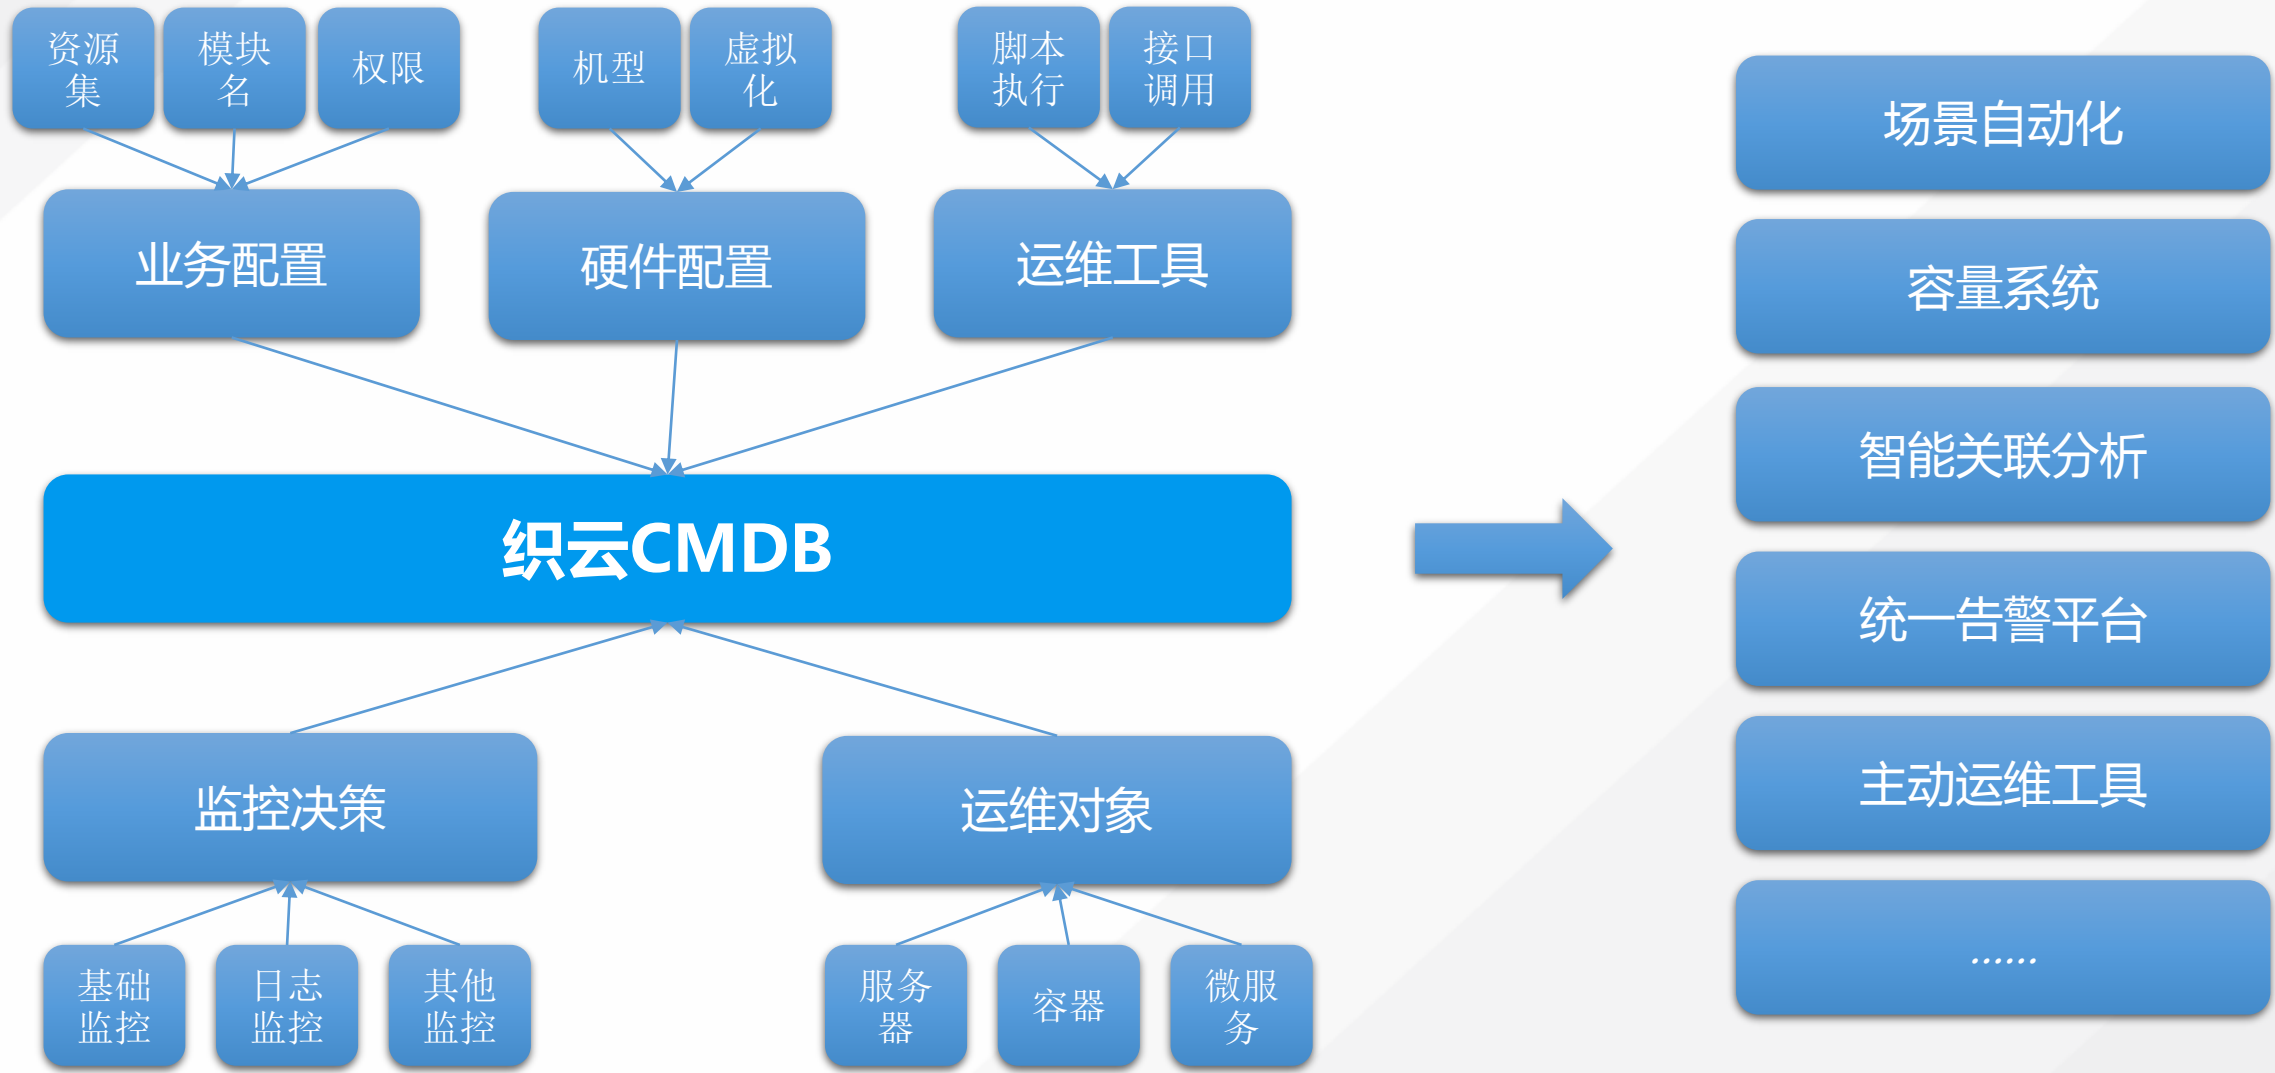 资源
集
模块
名
权限
机型
虚拟
化
脚本
执行
接口
调用
业务配置
硬件配置
运维工具
织云CMDB
监控决策
运维对象
基础
监控
日志
监控
其他
监控
服务
器
容器
微服
务
场景自动化
容量系统
智能关联分析
统一告警平台
主动运维工具
……